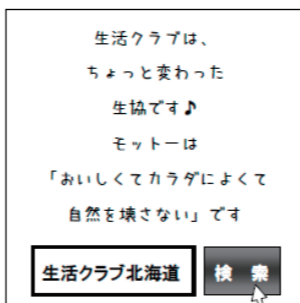 生活クラブは、
ちょっと変わった
生協です♪
モットーは
「おいしくてカラダによくて
自然を壊さない」です
生活クラブ北海道 検 索